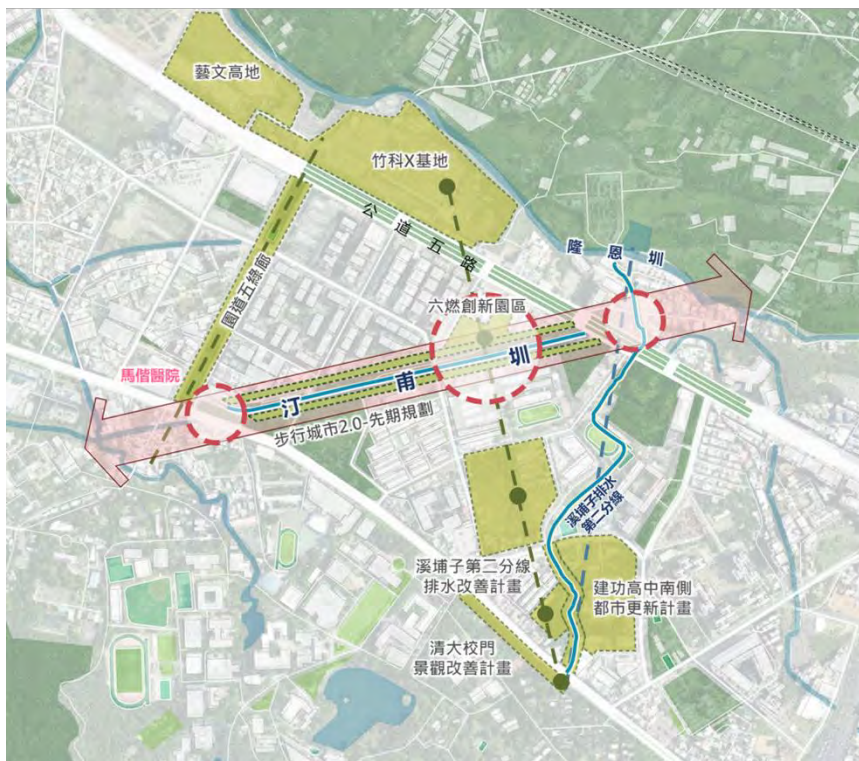 藝文高地
竹科X基地
公道五路
隆恩圳
園道五綠廊
六燃創新園區
馬偕醫院
汀甫圳
步行城市2.0-先期規劃
溪埔子排水
第二分線
溪埔子第二分線
排水改善計畫
建功高中南側
都市更新計畫
清大校門
景觀改善計畫